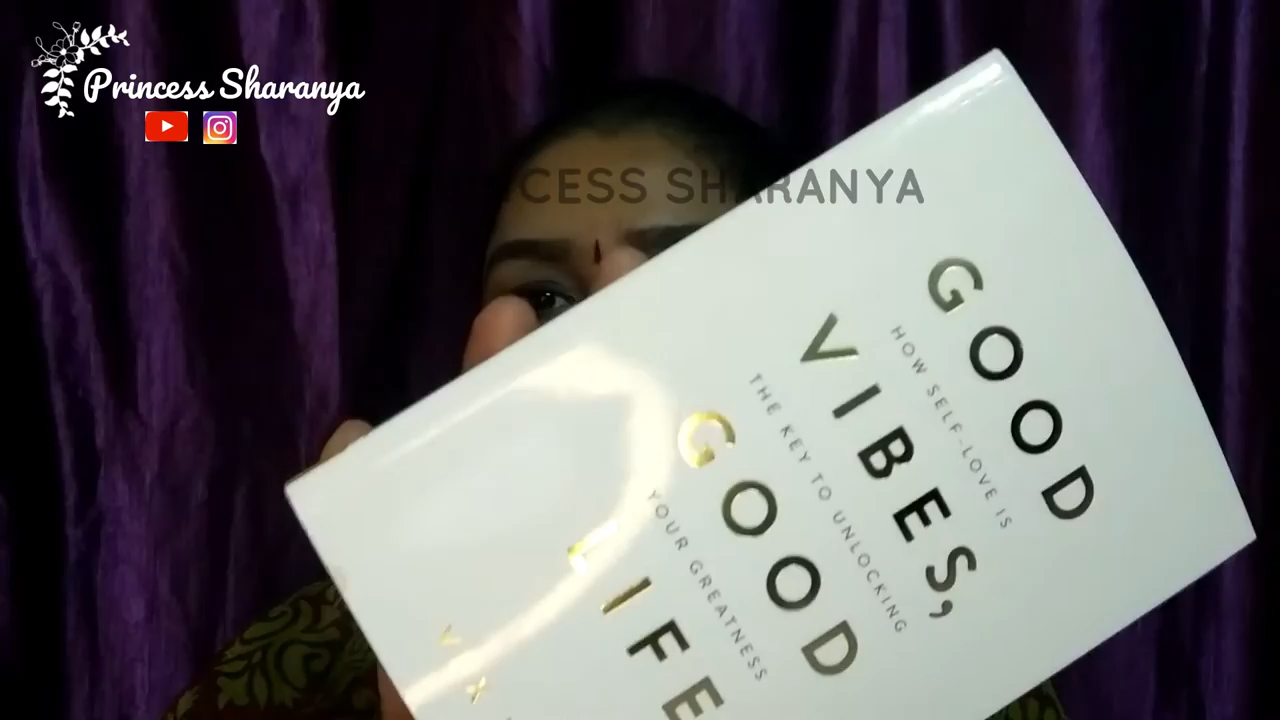 Princess Sharanya
CESS SHARANYA
GOOD
HOW SELF-LOVE IS
VIBES,
THE KEY TO UNLOCKING
GOOD
YOUR GREATNESS
LIFE